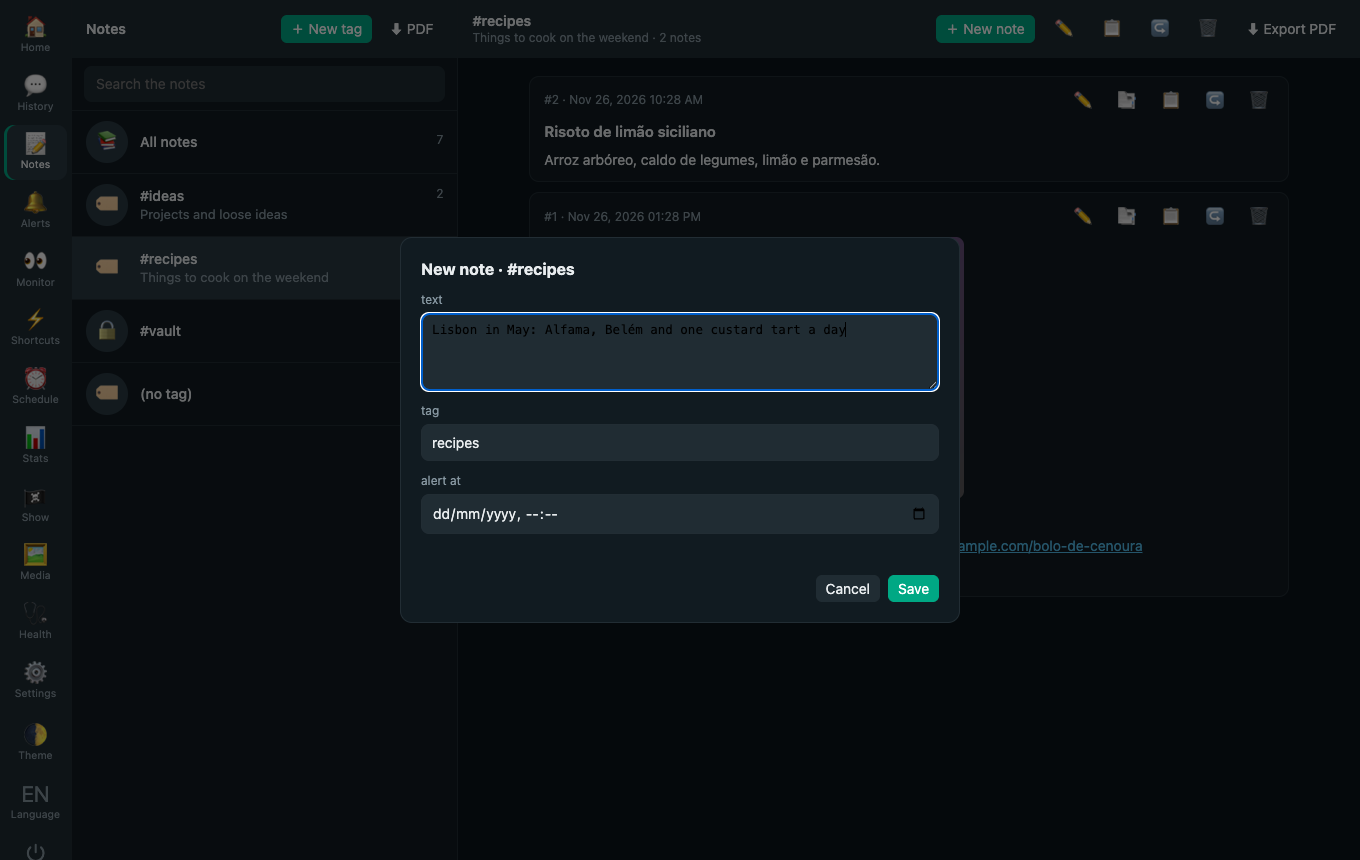 Home
History
Notes
Alerts
Monitor
Shortcuts
Schedule
Stats
Show
Media
Health
Settings
Theme
EN
Language
Notes
+ New tag
⬇ PDF
Search the notes
All notes
7
#ideas
2
Projects and loose ideas
#recipes
Things to cook on the weekend
#vault
(no tag)
#recipes
Things to cook on the weekend · 2 notes
+ New note
⬇ Export PDF
#2 · Nov 26, 2026 10:28 AM
Risoto de limão siciliano
Arroz arbóreo, caldo de legumes, limão e parmesão.
#1 · Nov 26, 2026 01:28 PM
ample.com/bolo-de-cenoura
New note · #recipes
text
Lisbon in May: Alfama, Belém and one custard tart a day
tag
recipes
alert at
dd/mm/yyyy, --:--
Cancel
Save